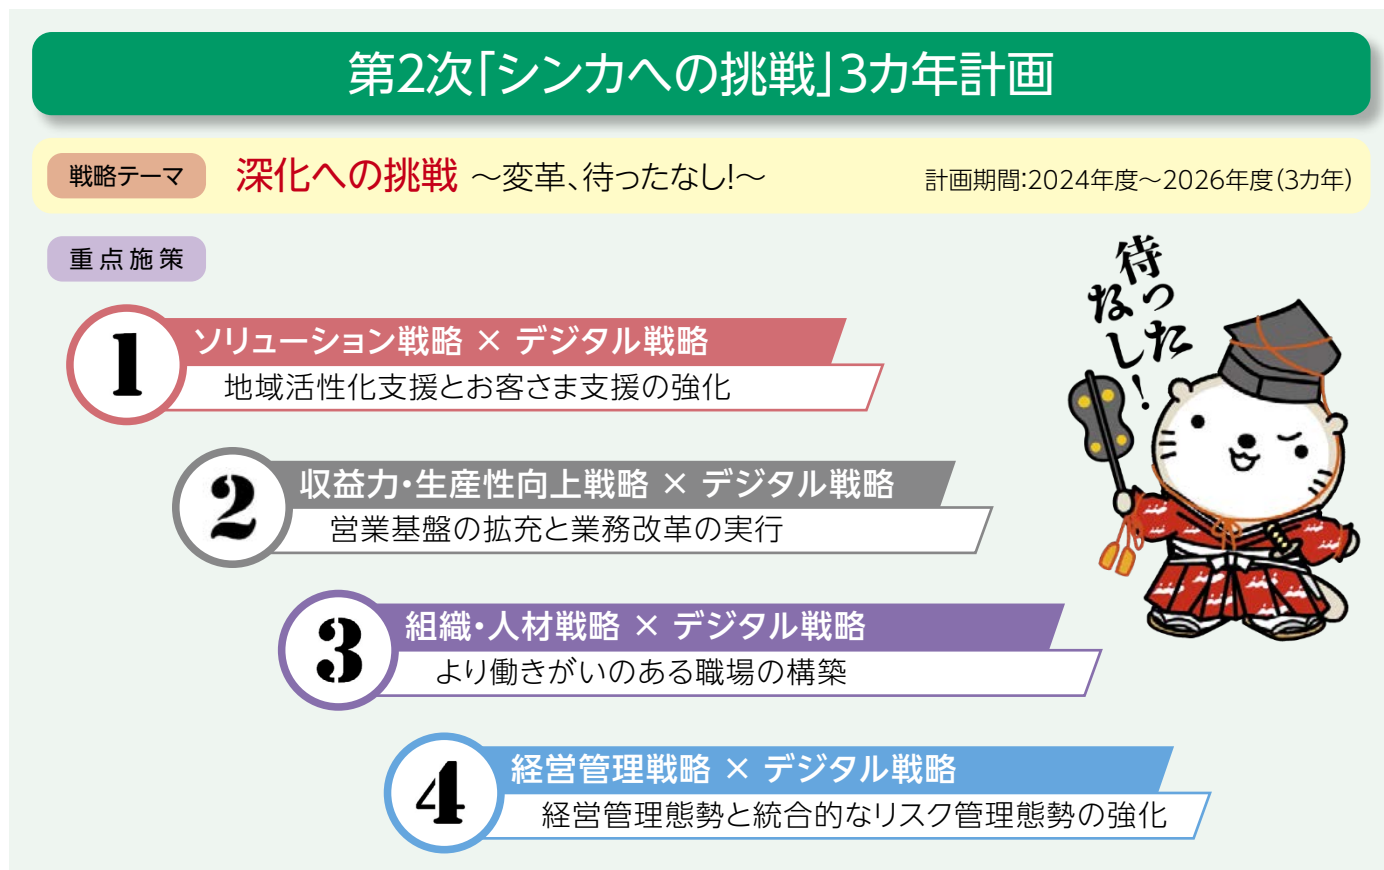 第2次「シンカへの挑戦」3カ年計画
戦略テーマ 深化への挑戦 ～変革、待ったなし!～ 計画期間:2024年度～2026年度(3カ年)
重点施策
待った
なし!
1 ソリューション戦略 × デジタル戦略
地域活性化支援とお客さま支援の強化
2 収益力・生産性向上戦略 × デジタル戦略
営業基盤の拡充と業務改革の実行
3 組織・人材戦略 × デジタル戦略
より働きがいのある職場の構築
4 経営管理戦略 × デジタル戦略
経営管理態勢と統合的なリスク管理態勢の強化